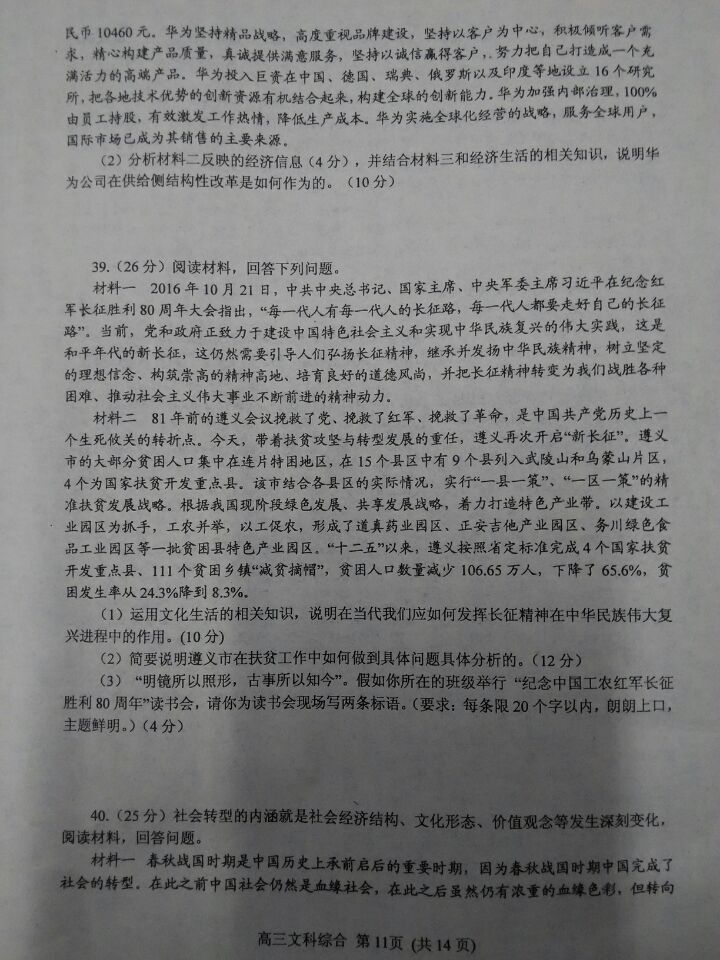 民币 10460 元。华为坚持精品战略，高度重视品牌建设，坚持以客户为中心，积极倾听客户需
求，精心构建产品质量，真诚提供满意服务，坚持以诚信赢得客户，努力把自己打造成一个充
满活力的高端产品。华为投入巨资在中国、德国、瑞典、俄罗斯以及印度等地设立 16 个研究
所，把各地技术优势的创新资源有机结合起来，构建全球的创新能力。华为加强内部治理，100%
由员工持股，有效激发工作热情，降低生产成本。华为实施全球化经营的战略，服务全球用户，
国际市场已成为其销售的主要来源。
（2）分析材料二反映的经济信息（4 分），并结合材料三和经济生活的相关知识，说明华
为公司在供给侧结构性改革是如何作为的。（10 分）
39.（26 分）阅读材料，回答下列问题。
材料一 2016 年 10 月 21 日，中共中央总书记、国家主席、中央军委主席习近平在纪念红
军长征胜利 80 周年大会指出，“每一代人有每一代人的长征路，每一代人都要走好自己的长征
路”。当前，党和政府正致力于建设中国特色社会主义和实现中华民族复兴的伟大实践，这是
和平年代的新长征，这仍然需要引导人们弘扬长征精神，继承并发扬中华民族精神，树立坚定
的理想信念、构筑崇高的精神高地、培育良好的道德风尚，并把长征精神转变为我们战胜各种
困难、推动社会主义伟大事业不断前进的精神动力。
材料二 81 年前的遵义会议挽救了党、挽救了红军、挽救了革命，是中国共产党历史上一
个生死攸关的转折点。今天，带着扶贫攻坚与转型发展的重任，遵义再次开启“新长征”。遵义
市的大部分贫困人口集中在连片特困地区，在 15 个县区中有 9 个县列入武陵山和乌蒙山片区，
4 个为国家扶贫开发重点县。该市结合各县区的实际情况，实行“一县一策”、“一区一策”的精
准扶贫发展战略。根据我国现阶段绿色发展、共享发展战略，着力打造特色产业带。以建设工
业园区为抓手，工农并举，以工促农，形成了道真药业园区、正安吉他产业园区、务川绿色食
品工业园区等一批贫困县特色产业园区。“十二五”以来，遵义按照省定标准完成 4 个国家扶贫
开发重点县、111 个贫困乡镇“减贫摘帽”，贫困人口数量减少 106.65 万人，下降了 65.6%，贫
困发生率从 24.3%降到 8.3%。
（1）运用文化生活的相关知识，说明在当代我们应如何发挥长征精神在中华民族伟大复
兴进程中的作用。(10 分)
（2）简要说明遵义市在扶贫工作中如何做到具体问题具体分析的。（12 分）
（3）“明镜所以照形，古事所以知今”。假如你所在的班级举行 “纪念中国工农红军长征
胜利 80 周年”读书会，请你为读书会现场写两条标语。（要求：每条限 20 个字以内，朗朗上口，
主题鲜明。）（4 分）
40.（25 分）社会转型的内涵就是社会经济结构、文化形态、价值观念等发生深刻变化，
阅读材料，回答问题。
材料一 春秋战国时期是中国历史上承前启后的重要时期，因为春秋战国时期中国完成了
社会的转型。在此之前中国社会仍然是血缘社会，在此之后虽然仍有浓重的血缘色彩，但转向
高三文科综合 第 11页（共 14 页)